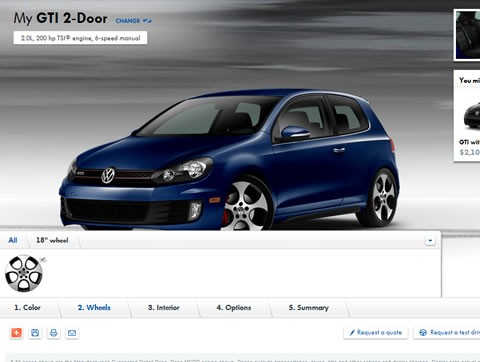 My GTI 2-Door CHANGE
2.0L, 200 hp TSI® engine, 6-speed manual
You mi
GTI wit
$2,10
All 18" wheel
1. Color 2. Wheels 3. Interior 4. Options 5. Summary
Request a quote Request a test driv